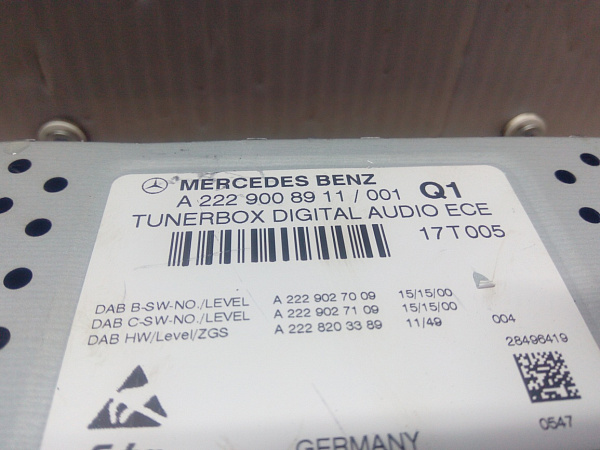 MERCEDES BENZ
A 222 900 89 11 / 001 Q1
TUNERBOX DIGITAL AUDIO ECE
17T005
DAB B-SW-NO./LEVEL A 222 902 70 09 15/15/00
DAB C-SW-NO./LEVEL A 222 902 71 09 15/15/00 004
DAB HW/Level/ZGS A 222 820 33 89 11/49
28496419
0547
GERMANY